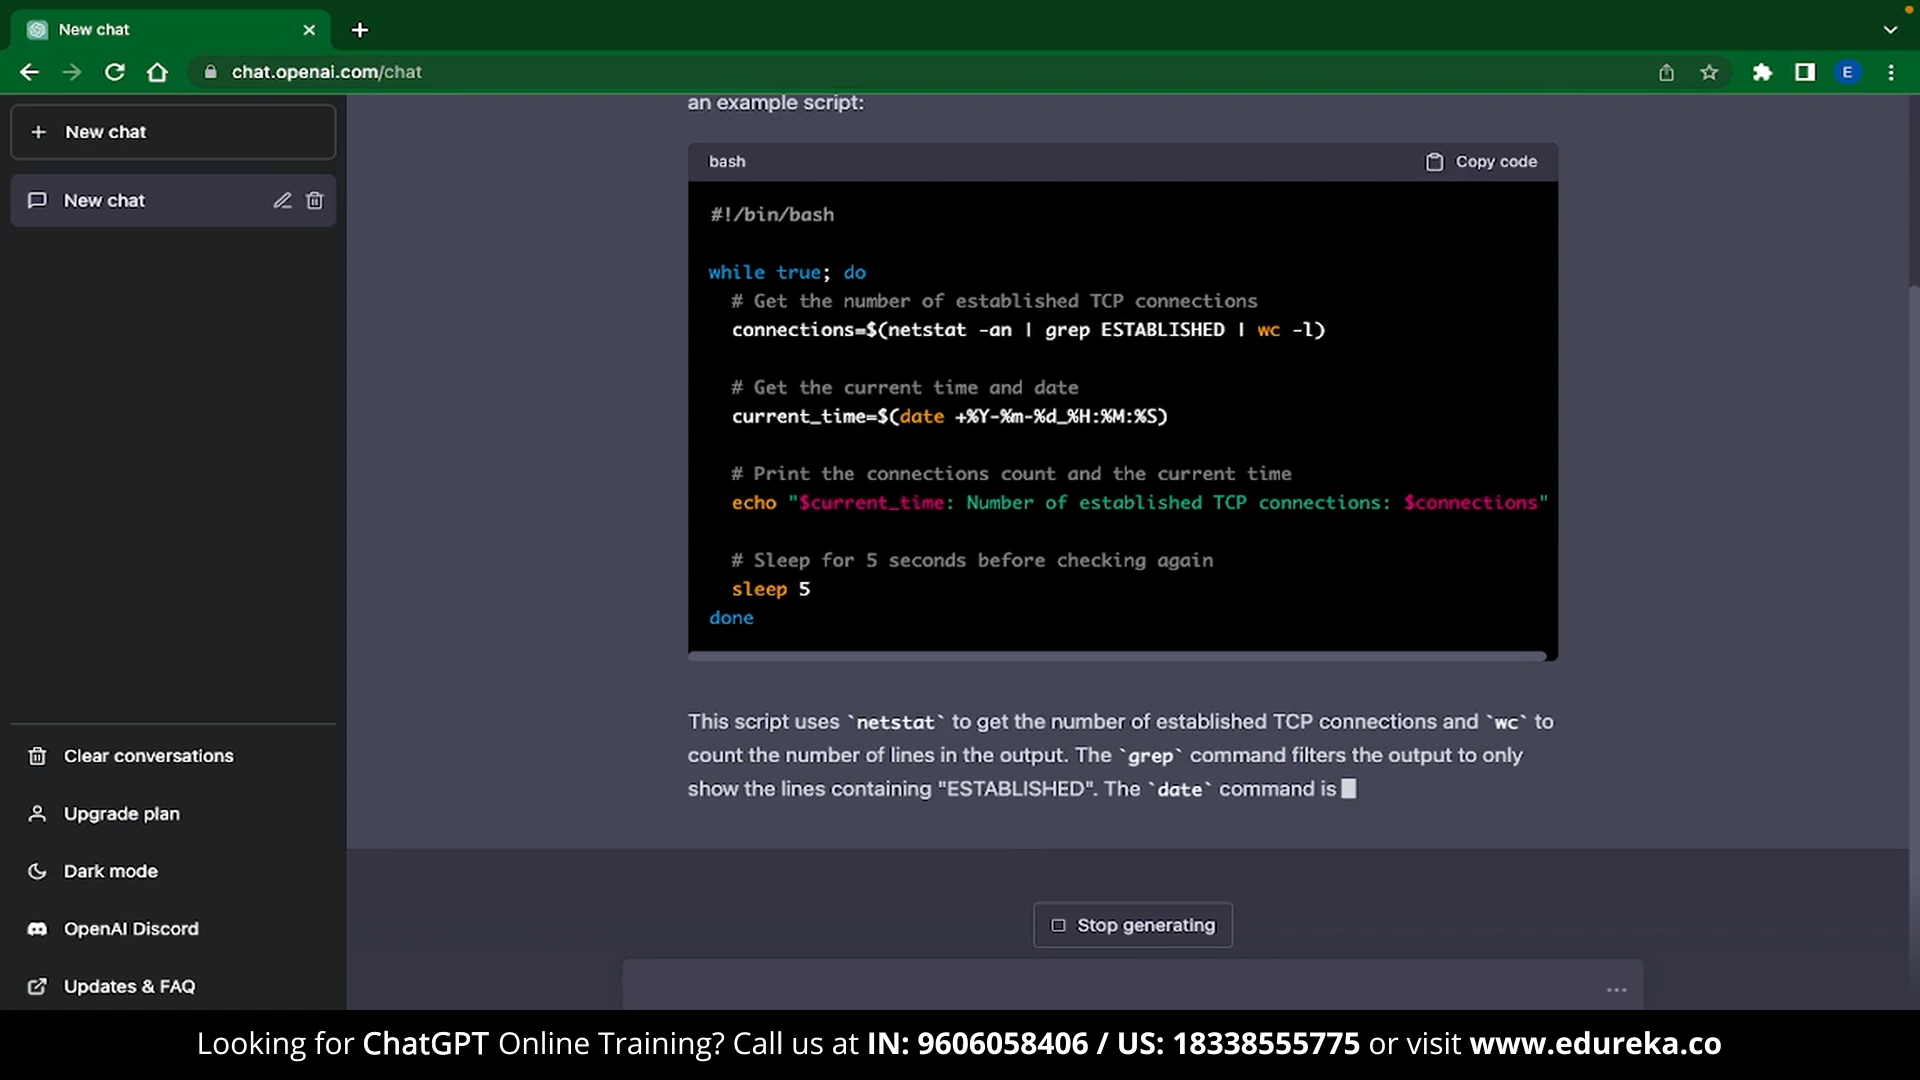 New chat
chat.openai.com/chat
E
New chat
New chat
Clear conversations
Upgrade plan
Dark mode
OpenAI Discord
Updates & FAQ
an example script:
bash
Copy code
#!/bin/bash
while true; do
# Get the number of established TCP connections
connections=$(netstat -an | grep ESTABLISHED | wc -l)
# Get the current time and date
current_time=$(date +%Y-%m-%d_%H:%M:%S)
# Print the connections count and the current time
echo "$current_time: Number of established TCP connections: $connections"
# Sleep for 5 seconds before checking again
sleep 5
done
This script uses `netstat` to get the number of established TCP connections and `wc` to
count the number of lines in the output. The `grep` command filters the output to only
show the lines containing "ESTABLISHED". The `date` command is
Stop generating
Looking for ChatGPT Online Training? Call us at IN: 9606058406 / US: 18338555775 or visit www.edureka.co